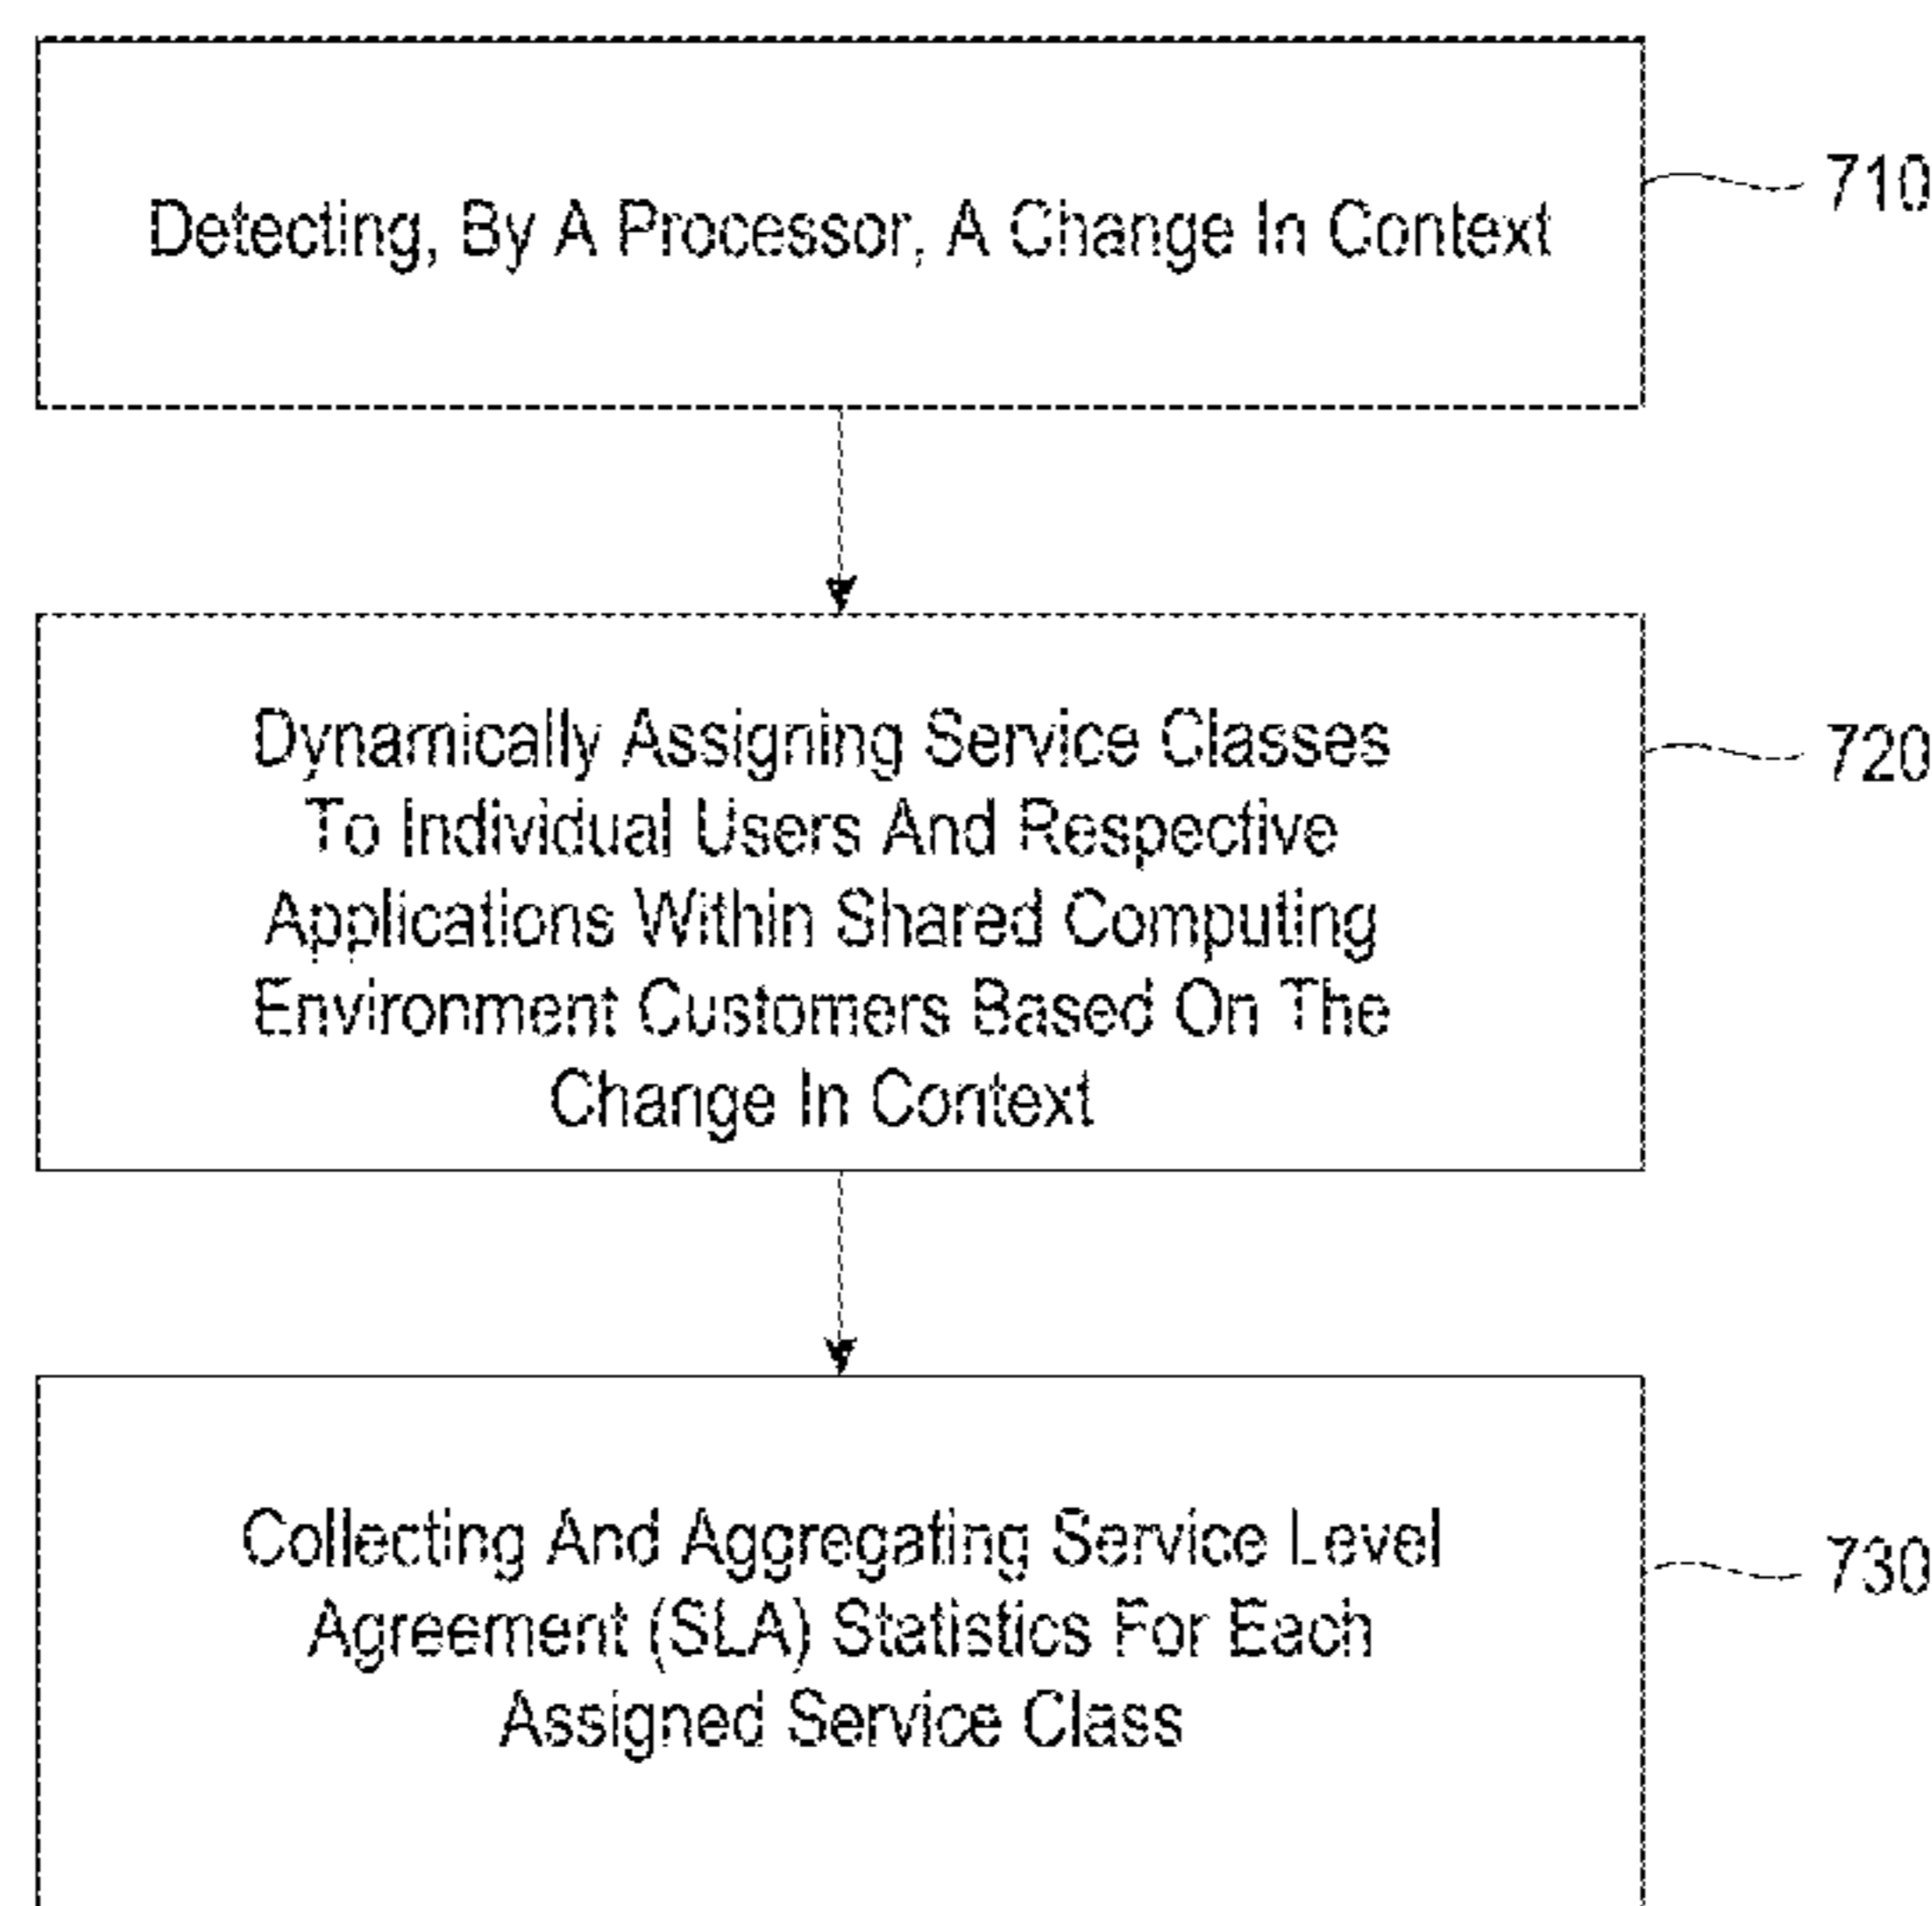 Detecting, By A Processor, A Change In Context
710
Dynamically Assigning Service Classes
To Individual Users And Respective
Applications Within Shared Computing
Environment Customers Based On The
Change In Context
720
Collecting And Aggregating Service Level
Agreement (SLA) Statistics For Each
Assigned Service Class
730